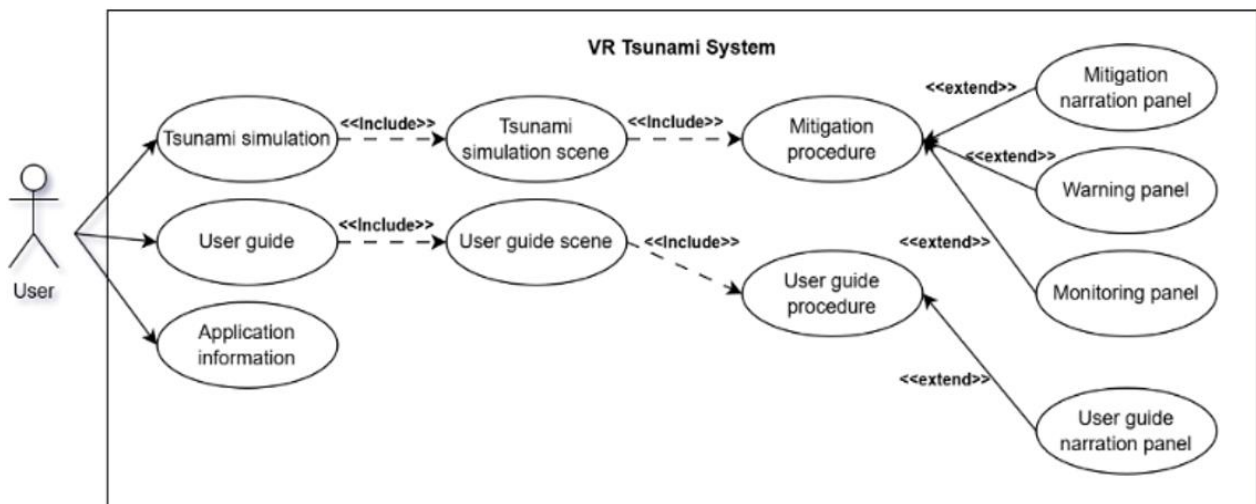 VR Tsunami System
Tsunami simulation
<<Include>>
Tsunami
simulation scene
<<Include>>
Mitigation
procedure
<<extend>>
Mitigation
narration panel
<<extend>>
Warning panel
<<extend>>
Monitoring panel
User
User guide
<<Include>>
User guide scene
<<Include>>
User guide
procedure
Application
information
<<extend>>
User guide
narration panel